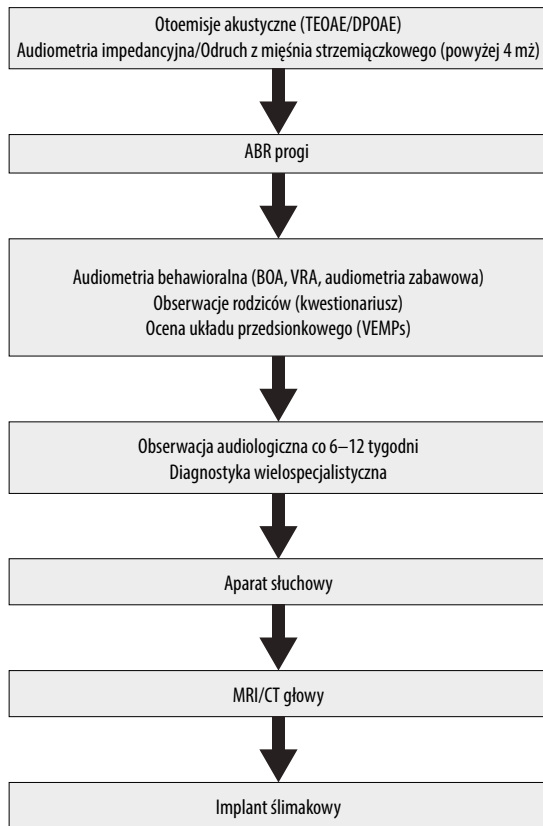 Otoemisje akustyczne (TEOAE/DPOAE)
Audiometria impedancyjna/Odruch z mięśnia strzemiączkowego (powyżej 4 mż)
ABR progi
Audiometria behawioralna (BOA, VRA, audiometria zabawowa)
Obserwacje rodziców (kwestionariusz)
Ocena układu przedsionkowego (VEMPs)
Obserwacja audiologiczna co 6–12 tygodni
Diagnostyka wielospecjalistyczna
Aparat słuchowy
MRI/CT głowy
Implant ślimakowy